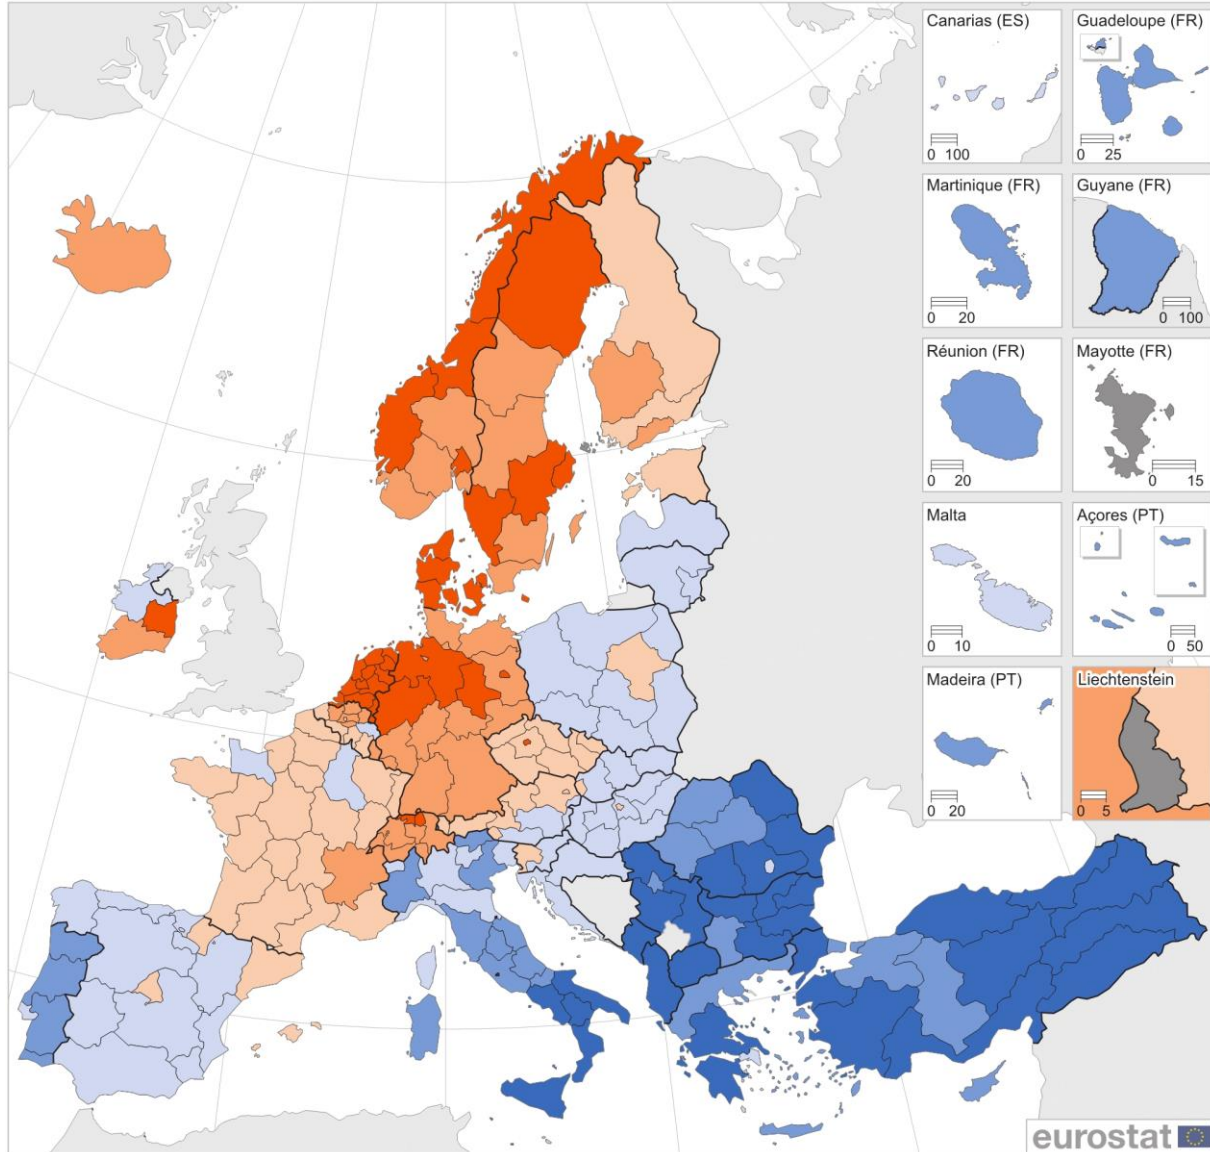 Canarias (ES)
0 100
Guadeloupe (FR)
0 25
Martinique (FR)
0 20
Guyane (FR)
0 100
Réunion (FR)
0 20
Mayotte (FR)
0 15
Malta
0 10
Açores (PT)
0 50
Madeira (PT)
0 20
Liechtenstein
0 5
eurostat